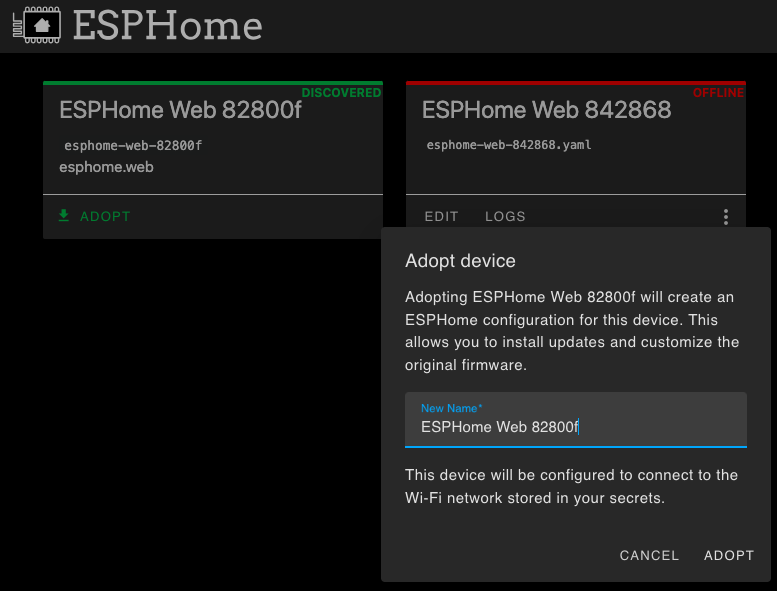 ESPHome
DISCOVERED
ESPHome Web 82800f
esphome-web-82800f
esphome.web
ADOPT
OFFLINE
ESPHome Web 842868
esphome-web-842868.yaml
EDIT LOGS
Adopt device
Adopting ESPHome Web 82800f will create an
ESPHome configuration for this device. This
allows you to install updates and customize the
original firmware.
New Name*
ESPHome Web 82800f
This device will be configured to connect to the
Wi-Fi network stored in your secrets.
CANCEL ADOPT